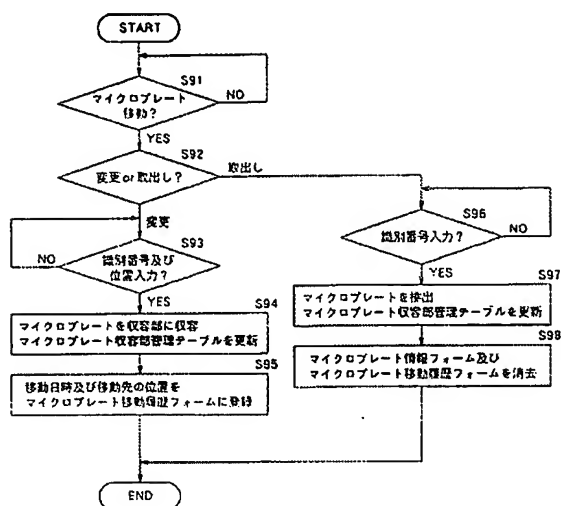 START
S91
マイクロプレート
移動？
NO
YES
S92
変更or取出し？
取出し
変更
S93
識別番号及び
位置入力？
NO
YES
S94
マイクロプレートを収容部に収容
マイクロプレート収容部管理テーブルを更新
S95
移動日時及び移動先の位置を
マイクロプレート移動履歴フォームに登録
S96
識別番号入力？
NO
YES
S97
マイクロプレートを排出
マイクロプレート収容部管理テーブルを更新
S98
マイクロプレート情報フォーム及び
マイクロプレート移動履歴フォームを消去
END